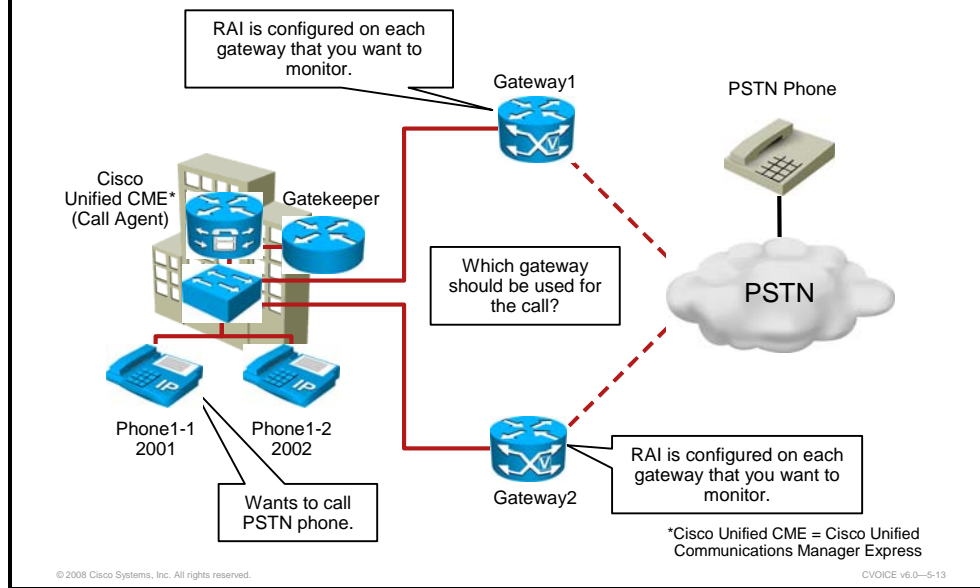 RAI is configured on each
gateway that you want to
monitor.
Gateway1
PSTN Phone
V
Cisco
Unified CME*
(Call Agent)
Gatekeeper
Which gateway
should be used for
the call?
PSTN
IP
IP
Phone1-1
2001
Phone1-2
2002
V
Gateway2
RAI is configured on each
gateway that you want to
monitor.
Wants to call
PSTN phone.
*Cisco Unified CME = Cisco Unified
Communications Manager Express
© 2008 Cisco Systems, Inc. All rights reserved.
CVOICE v6.0—5-13